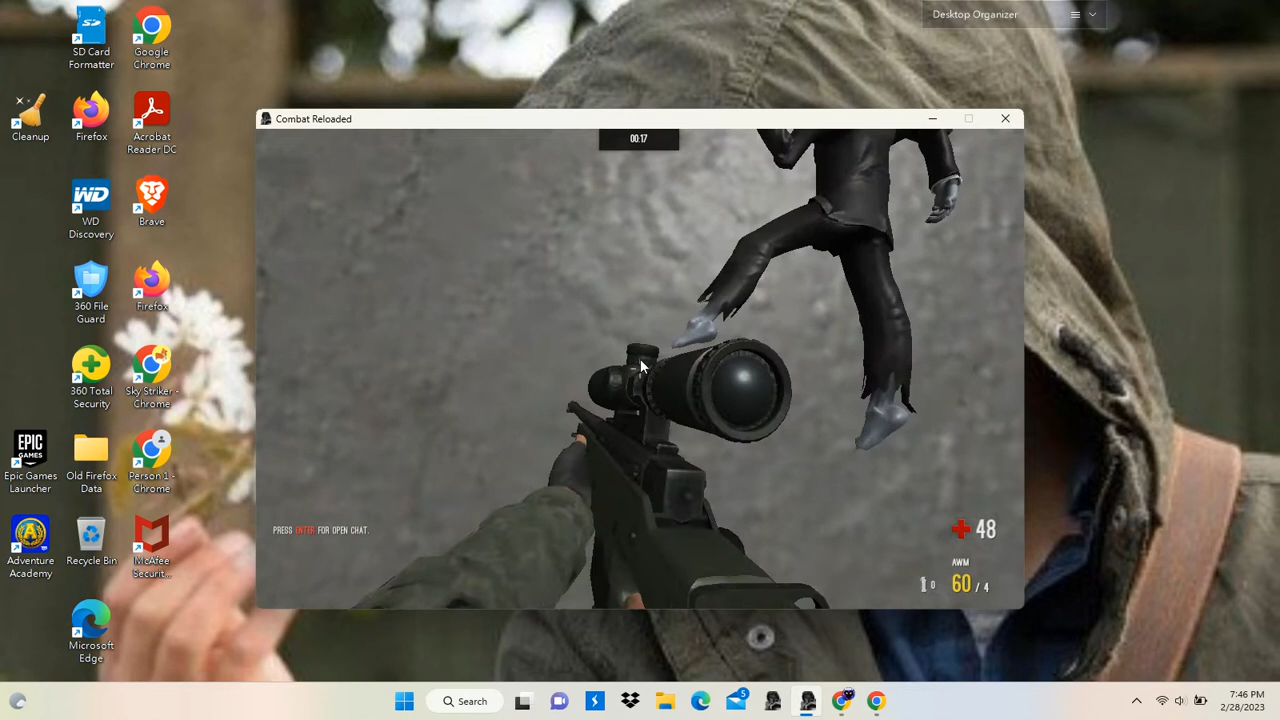 Desktop Organizer
SD Card
Formatter
Google
Chrome
Cleanup
Firefox
Acrobat
Reader DC
WD
Discovery
Brave
360 File
Guard
Firefox
360 Total
Security
Sky Striker -
Chrome
EPIC
GAMES
Epic Games
Launcher
Old Firefox
Data
Person 1 -
Chrome
Adventure
Academy
Recycle Bin
McAfee
Securit...
Microsoft
Edge
Combat Reloaded
00:17
PRESS ENTER FOR OPEN CHAT.
48
AWM
0 60 / 4
Search
5
7:46 PM
2/28/2023